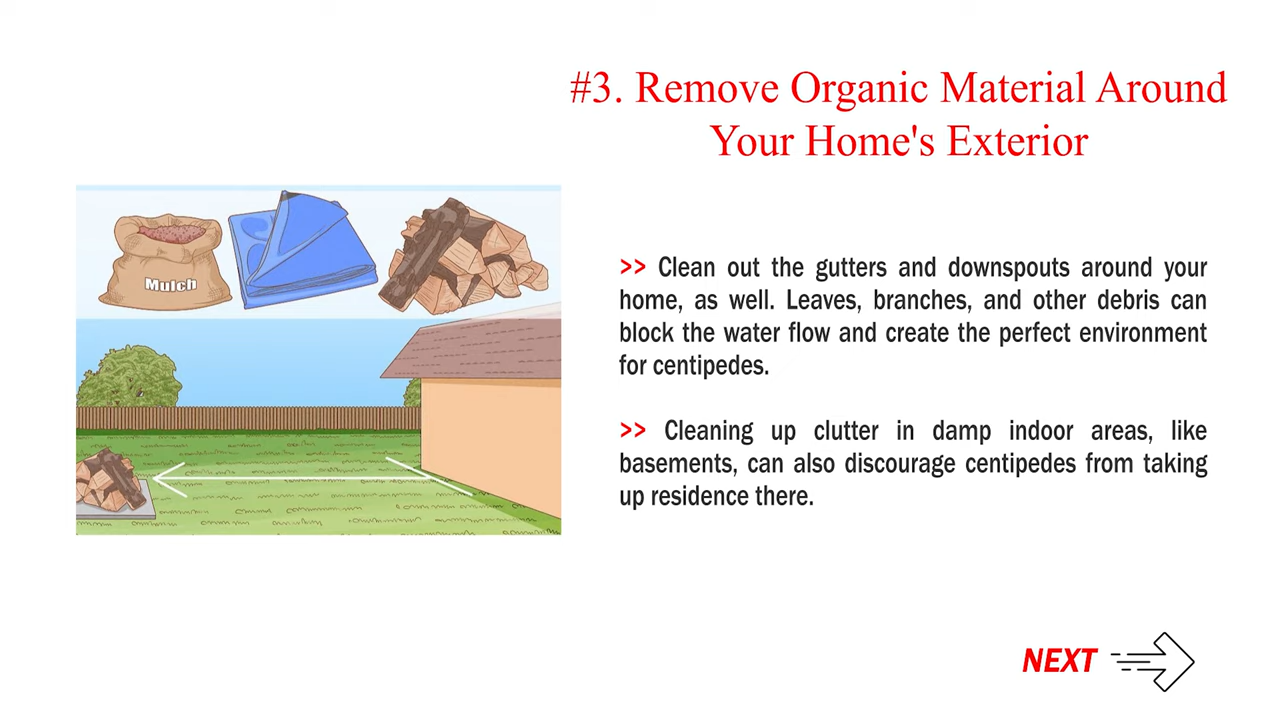 #3. Remove Organic Material Around
Your Home's Exterior
Mulch
>> Clean out the gutters and downspouts around your
home, as well. Leaves, branches, and other debris can
block the water flow and create the perfect environment
for centipedes.
>> Cleaning up clutter in damp indoor areas, like
basements, can also discourage centipedes from taking
up residence there.
NEXT